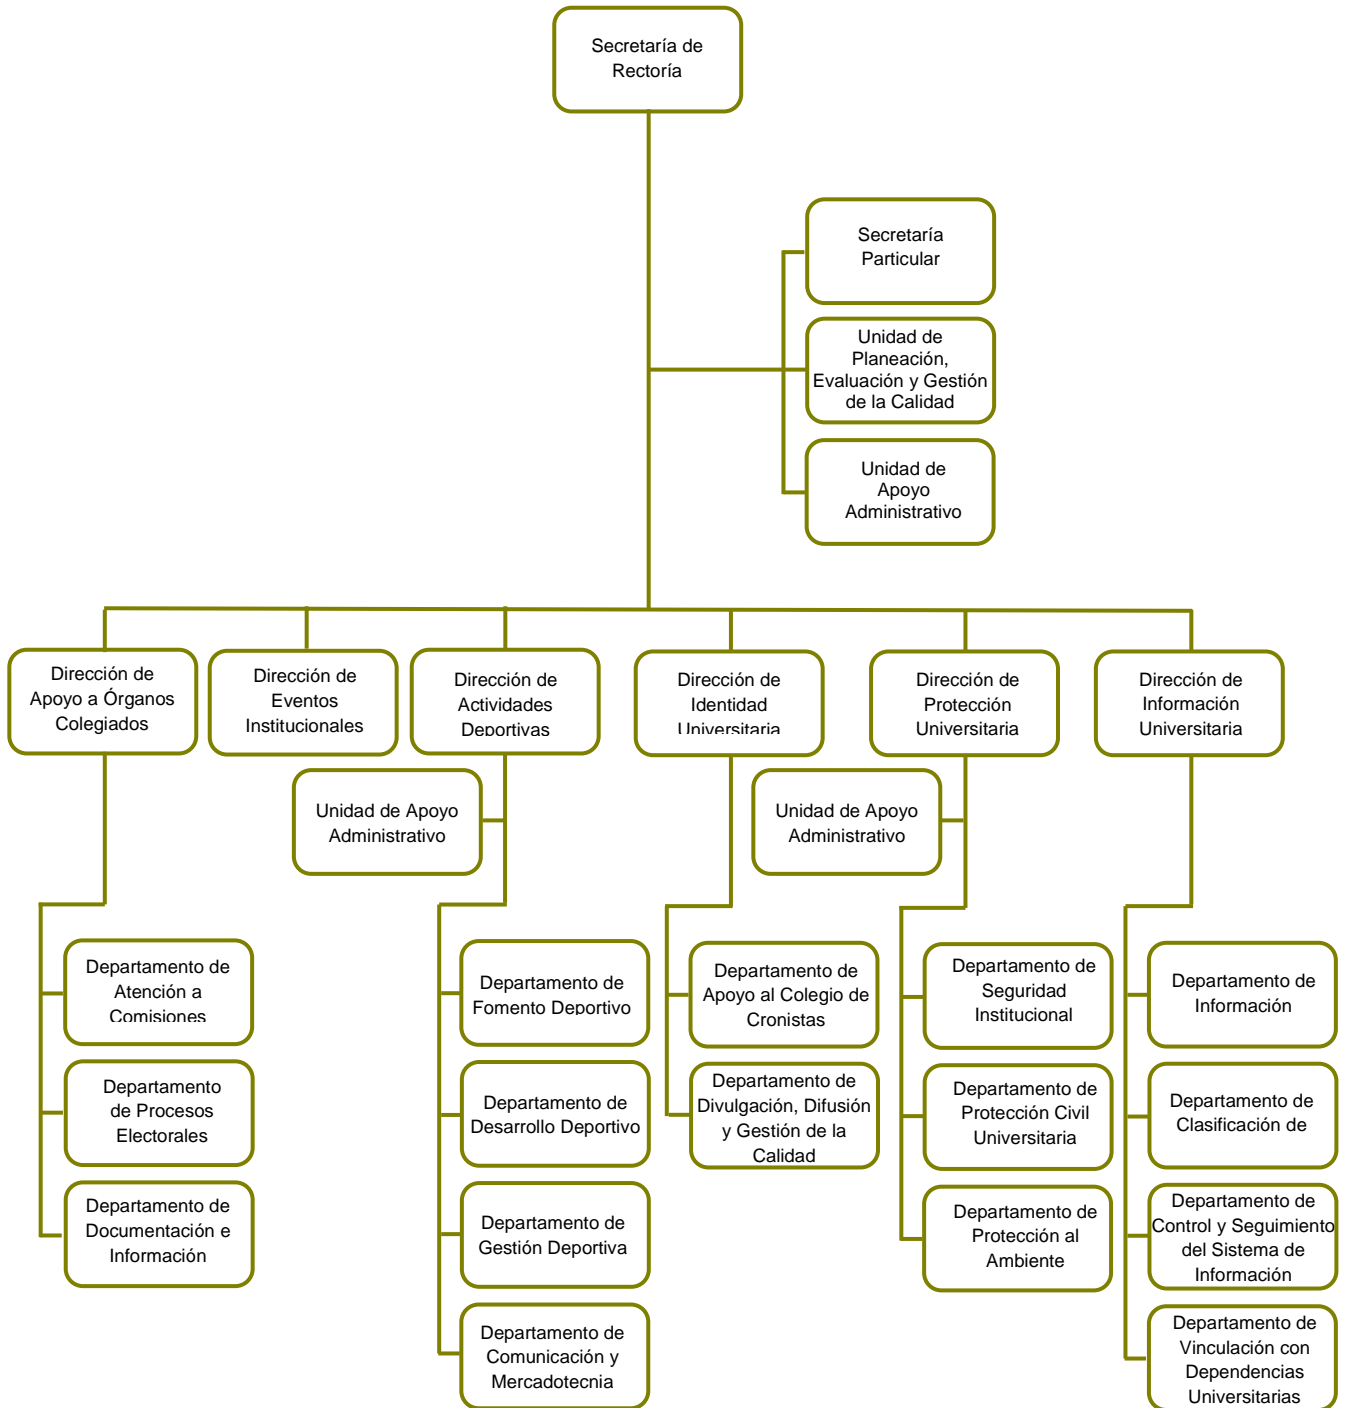 Secretaría de
Rectoría
Secretaría
Particular
Unidad de
Planeación,
Evaluación y Gestión
de la Calidad
Unidad de
Apoyo
Administrativo
Dirección de
Apoyo a Órganos
Colegiados
Dirección de
Eventos
Institucionales
Dirección de
Actividades
Deportivas
Dirección de
Identidad
Universitaria
Dirección de
Protección
Universitaria
Dirección de
Información
Universitaria
Unidad de Apoyo
Administrativo
Unidad de Apoyo
Administrativo
Departamento de
Atención a
Comisiones
Departamento
de Procesos
Electorales
Departamento de
Documentación e
Información
Departamento de
Fomento Deportivo
Departamento de
Desarrollo Deportivo
Departamento de
Gestión Deportiva
Departamento de
Comunicación y
Mercadotecnia
Departamento de
Apoyo al Colegio de
Cronistas
Departamento de
Divulgación, Difusión
y Gestión de la
Calidad
Departamento de
Seguridad
Institucional
Departamento de
Protección Civil
Universitaria
Departamento de
Protección al
Ambiente
Departamento de
Información
Departamento de
Clasificación de
Departamento de
Control y Seguimiento
del Sistema de
Información
Departamento de
Vinculación con
Dependencias
Universitarias